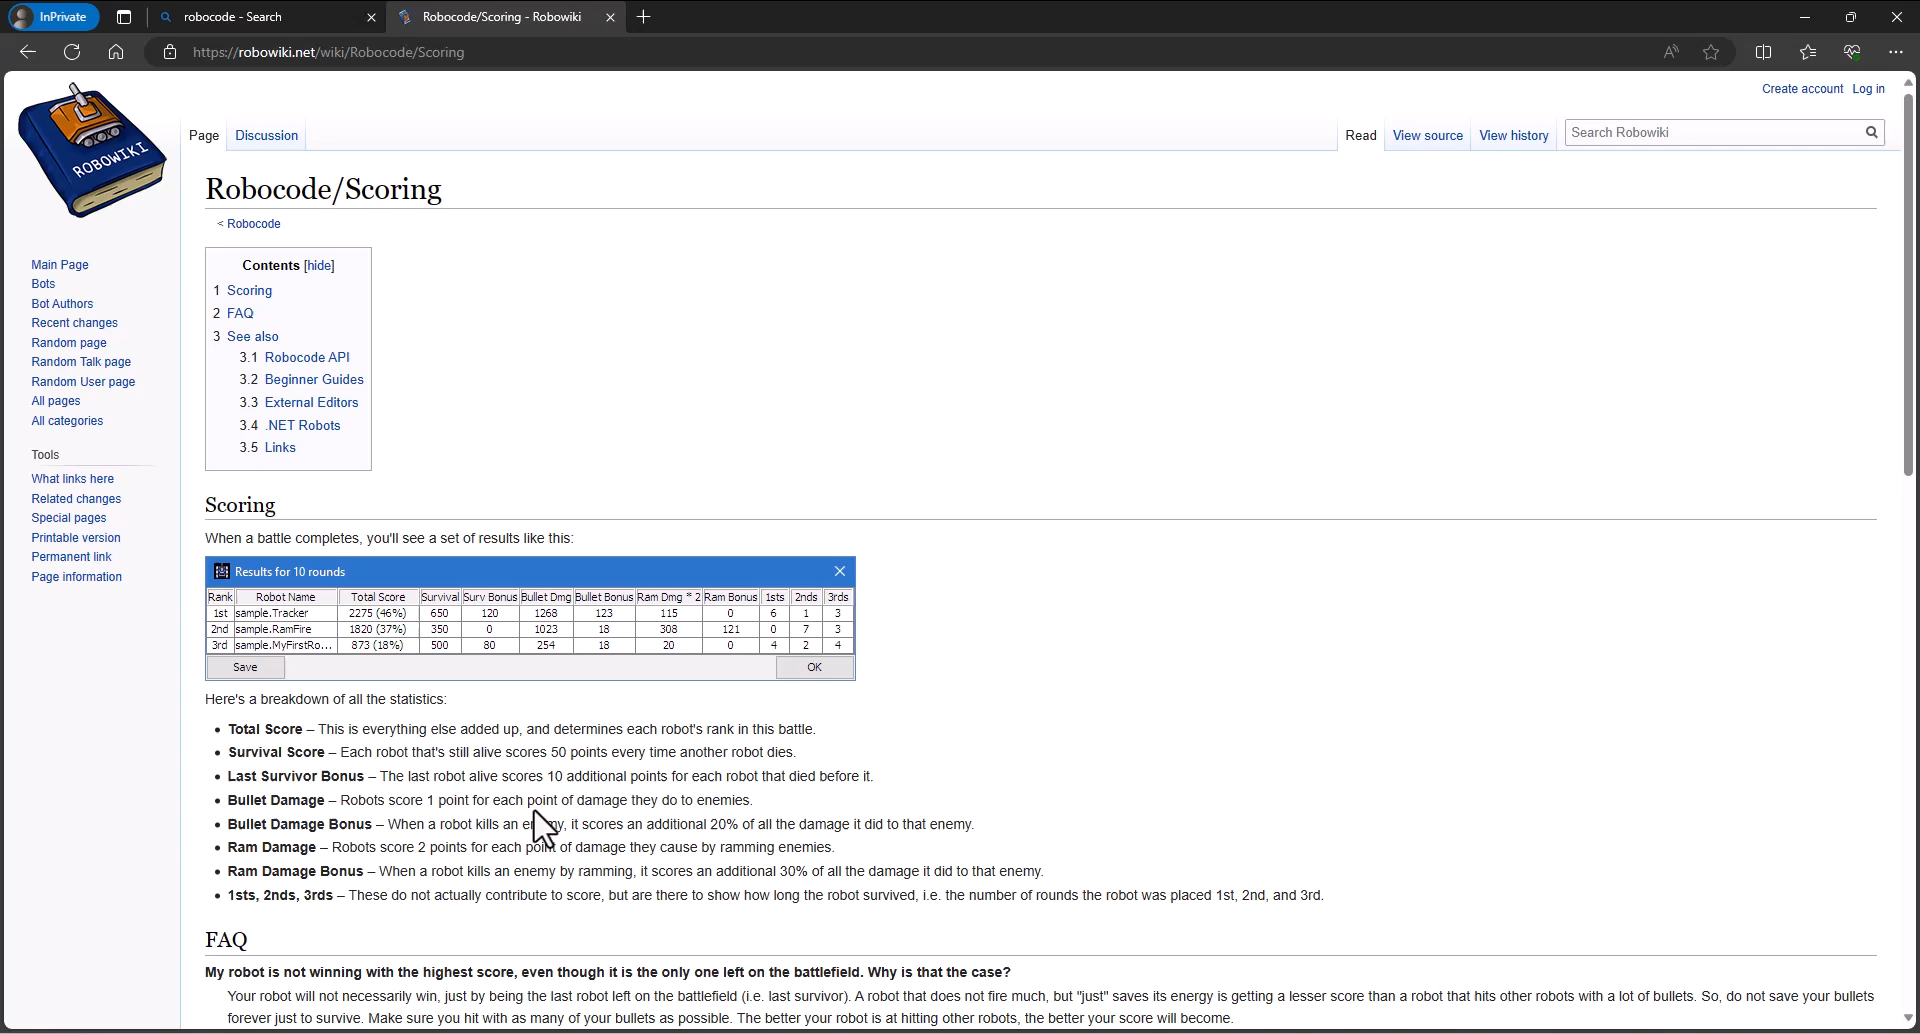 InPrivate
robocode - Search
Robocode/Scoring - Robowiki
https://robowiki.net/wiki/Robocode/Scoring
ROBOWIKI
Create account Log in
Page Discussion Read View source View history Search Robowiki
Robocode/Scoring
< Robocode
Contents [hide]
1 Scoring
2 FAQ
3 See also
3.1 Robocode API
3.2 Beginner Guides
3.3 External Editors
3.4 .NET Robots
3.5 Links
Main Page
Bots
Bot Authors
Recent changes
Random page
Random Talk page
Random User page
All pages
All categories
Tools
What links here
Related changes
Special pages
Printable version
Permanent link
Page information
Scoring
When a battle completes, you'll see a set of results like this:
Results for 10 rounds
Rank Robot Name Total Score Survival Surv Bonus Bullet Dmg Bullet Bonus Ram Dmg * 2 Ram Bonus 1sts 2nds 3rds
1st sample.Tracker 2275 (46%) 650 120 1268 123 115 0 6 1 3
2nd sample.RamFire 1820 (37%) 350 0 1023 18 308 121 0 7 3
3rd sample.MyFirstRo... 873 (18%) 500 80 254 18 20 0 4 2 4
Save OK
Here's a breakdown of all the statistics:
• Total Score – This is everything else added up, and determines each robot's rank in this battle.
• Survival Score – Each robot that's still alive scores 50 points every time another robot dies.
• Last Survivor Bonus – The last robot alive scores 10 additional points for each robot that died before it.
• Bullet Damage – Robots score 1 point for each point of damage they do to enemies.
• Bullet Damage Bonus – When a robot kills an enemy, it scores an additional 20% of all the damage it did to that enemy.
• Ram Damage – Robots score 2 points for each point of damage they cause by ramming enemies.
• Ram Damage Bonus – When a robot kills an enemy by ramming, it scores an additional 30% of all the damage it did to that enemy.
• 1sts, 2nds, 3rds – These do not actually contribute to score, but are there to show how long the robot survived, i.e. the number of rounds the robot was placed 1st, 2nd, and 3rd.
FAQ
My robot is not winning with the highest score, even though it is the only one left on the battlefield. Why is that the case?
Your robot will not necessarily win, just by being the last robot left on the battlefield (i.e. last survivor). A robot that does not fire much, but "just" saves its energy is getting a lesser score than a robot that hits other robots with a lot of bullets. So, do not save your bullets
forever just to survive. Make sure you hit with as many of your bullets as possible. The better your robot is at hitting other robots, the better your score will become.